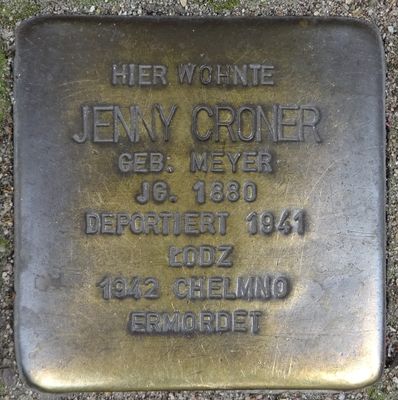 HIER WOHNTE
JENNY CRONER
GEB. MEYER
JG. 1880
DEPORTIERT 1941
ŁODZ
1942 CHELMNO
ERMORDET